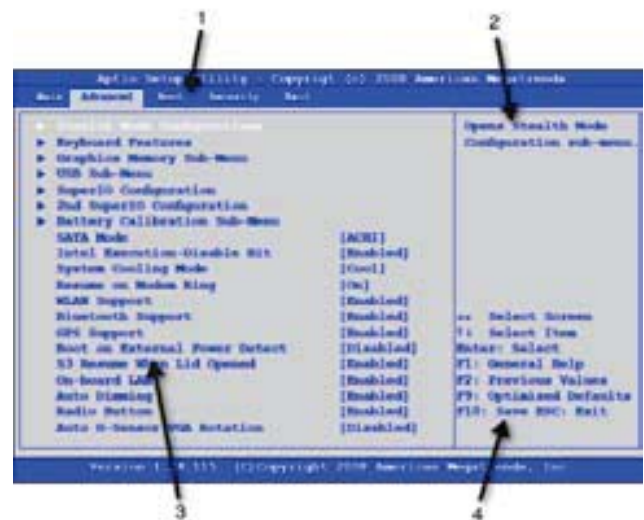 1
2
Aptio Setup Utility - Copyright (c) 2008 American Megatrends
Main Advanced Boot Security Exit
Stealth Mode Configurations
Keyboard Features
Graphics Memory Sub-Menu
USB Sub-Menu
SuperIO Configuration
2nd SuperIO Configuration
Battery Calibration Sub-Menu
SATA Mode [ACHI]
Intel Execution-Disable Bit [Enabled]
System Cooling Mode [Cool]
Resume on Modem Ring [On]
WLAN Support [Enabled]
Bluetooth Support [Enabled]
GPS Support [Enabled]
Boot on External Power Detect [Disabled]
S3 Resume When Lid Opened [Enabled]
On-board LAN [Enabled]
Auto Dimming [Enabled]
Radio Button [Enabled]
Auto G-Sensor VGA Rotation [Disabled]
Opens Stealth Mode
Configuration sub-menu.
Select Screen
Select Item
Enter: Select
F1: General Help
F2: Previous Values
F9: Optimized Defaults
F10: Save ESC: Exit
Version (C)Copyright 2008 American Megatrends, Inc
3
4